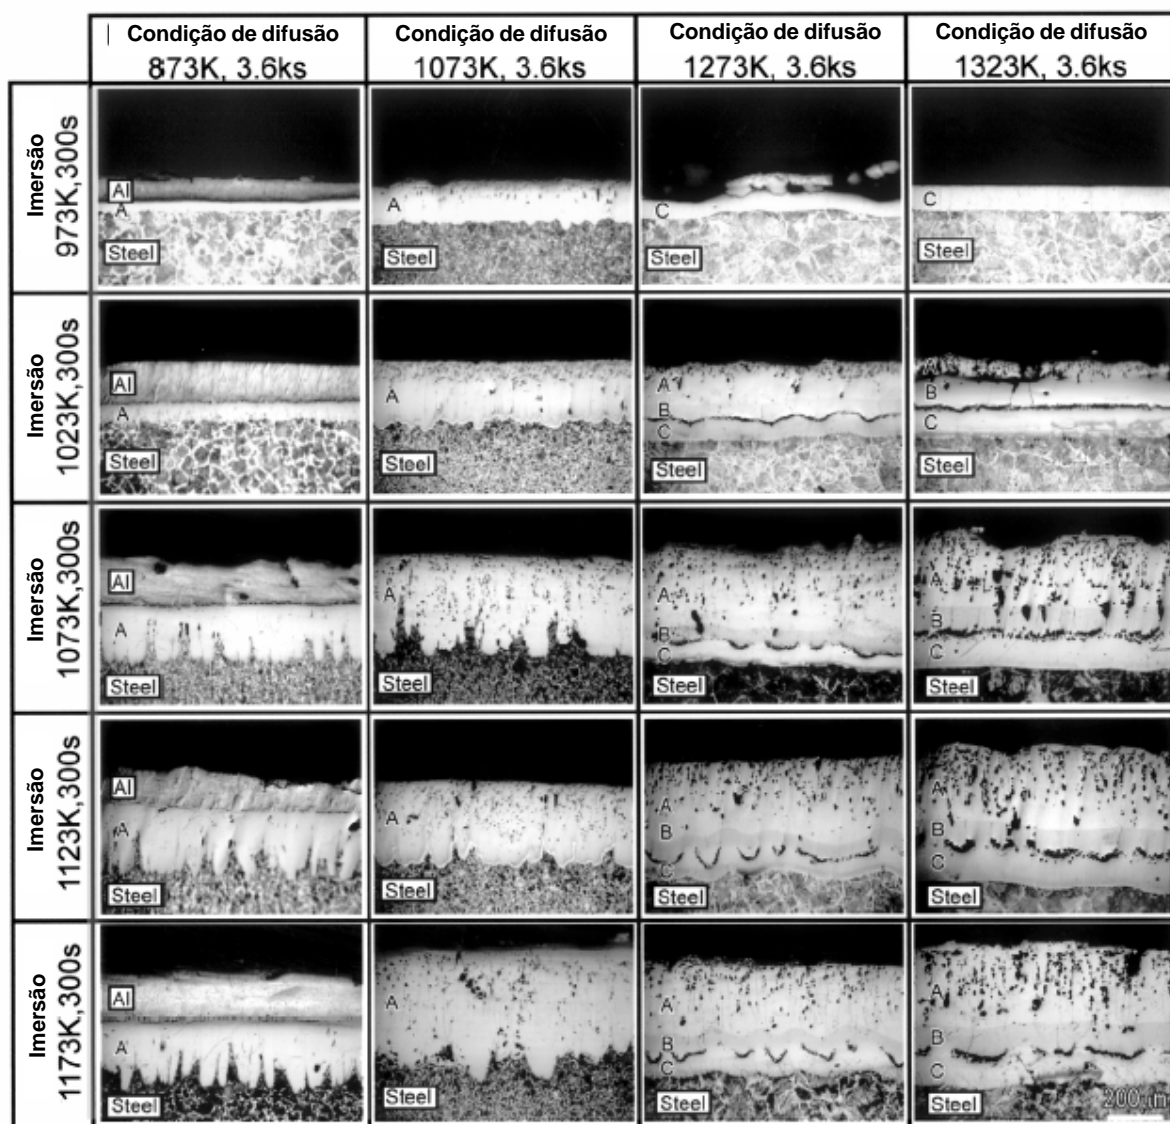 Condição de difusão Condição de difusão Condição de difusão Condição de difusão
873K, 3.6ks 1073K, 3.6ks 1273K, 3.6ks 1323K, 3.6ks
Imersão
973K,300s
Al
A A C C
Steel Steel Steel Steel
Imersão
1023K,300s
Al A A A
B B
A C C
Steel Steel Steel Steel
Imersão
1073K,300s
Al A A A
A B B
C C
Steel Steel Steel Steel
Imersão
1123K,300s
Al A A A
A B B
C C
Steel Steel Steel Steel
Imersão
1173K,300s
Al A A A
A B B
C C
200μm
Steel Steel Steel Steel